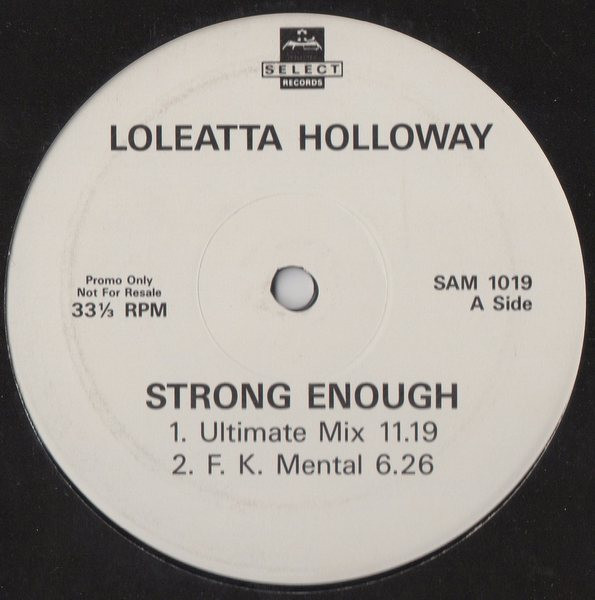 SELECT
RECORDS
LOLEATTA HOLLOWAY
Promo Only
Not For Resale
33⅓ RPM
SAM 1019
A Side
STRONG ENOUGH
1. Ultimate Mix 11.19
2. F. K. Mental 6.26